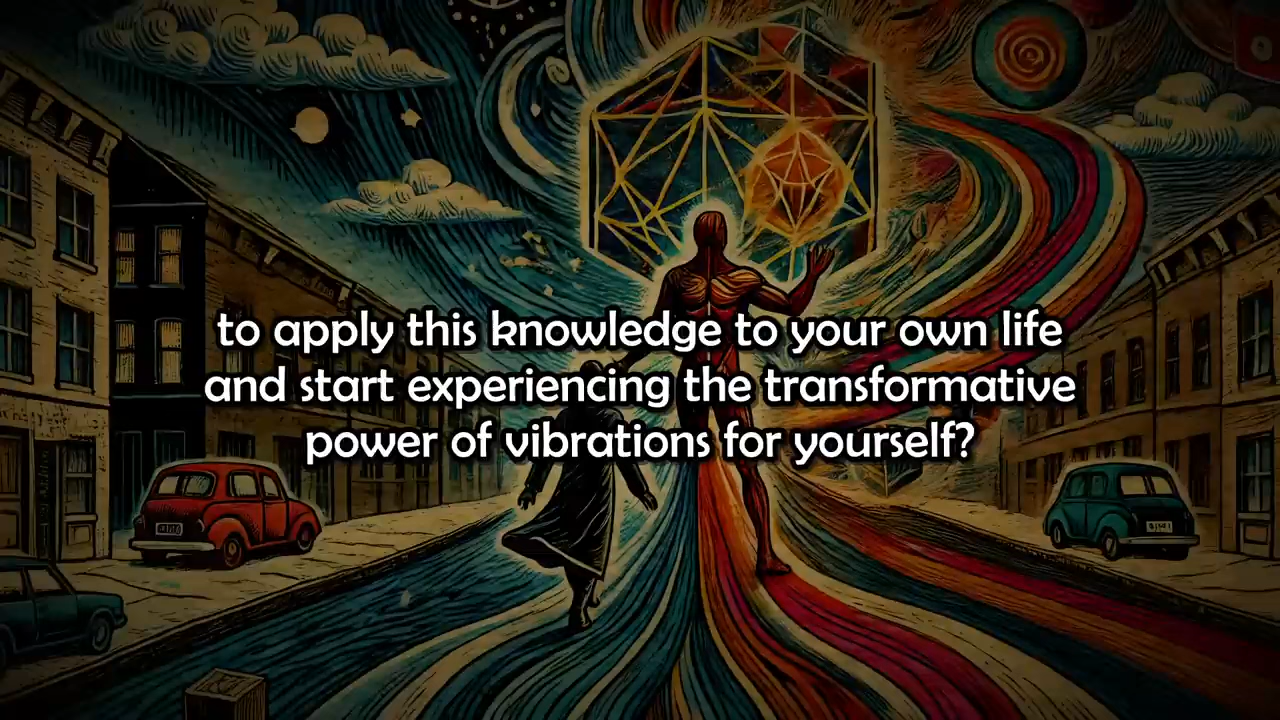 to apply this knowledge to your own life
and start experiencing the transformative
power of vibrations for yourself?